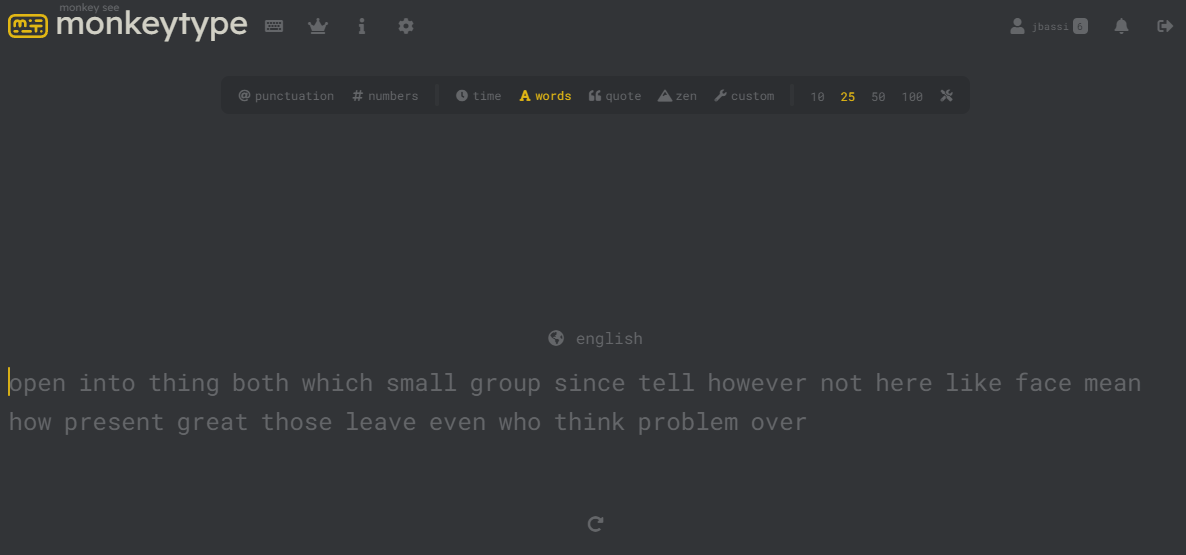 monkey see
monkeytype
jbassi 6
@ punctuation # numbers time A words quote zen custom 10 25 50 100
english
open into thing both which small group since tell however not here like face mean
how present great those leave even who think problem over